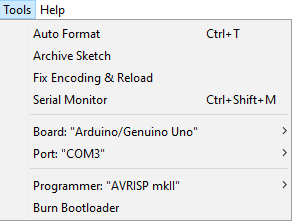 Tools Help
Auto Format Ctrl+T
Archive Sketch
Fix Encoding & Reload
Serial Monitor Ctrl+Shift+M
Board: "Arduino/Genuino Uno"
Port: "COM3"
Programmer: "AVRISP mkII"
Burn Bootloader